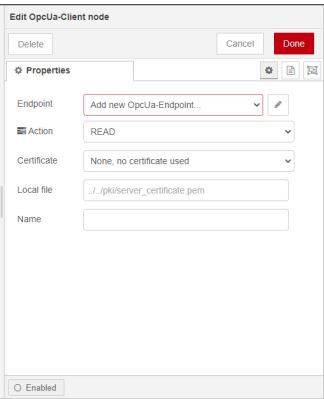 Edit OpcUa-Client node
Delete
Cancel
Done
Properties
Endpoint
Add new OpcUa-Endpoint...
Action
READ
Certificate
None, no certificate used
Local file
../../pki/server_certificate.pem
Name
Enabled